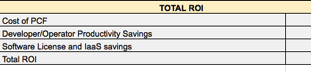 TOTAL ROI
Cost of PCF
Developer/Operator Productivity Savings
Software License and IaaS savings
Total ROI